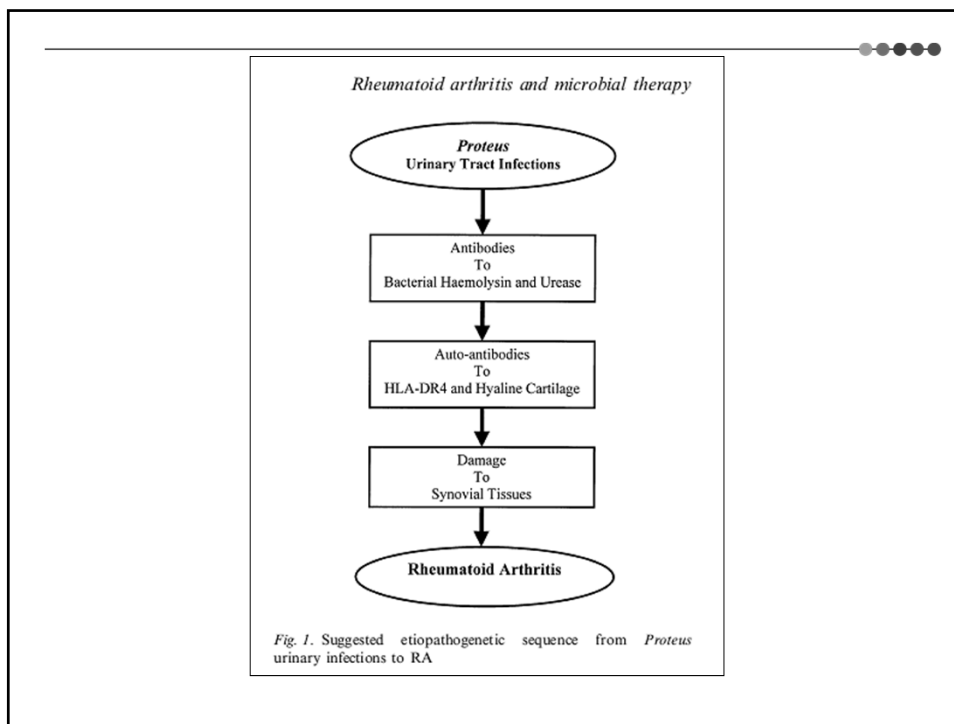 Rheumatoid arthritis and microbial therapy
Proteus
Urinary Tract Infections
Antibodies
To
Bacterial Haemolysin and Urease
Auto-antibodies
To
HLA-DR4 and Hyaline Cartilage
Damage
To
Synovial Tissues
Rheumatoid Arthritis
Fig. 1. Suggested etiopathogenetic sequence from Proteus
urinary infections to RA